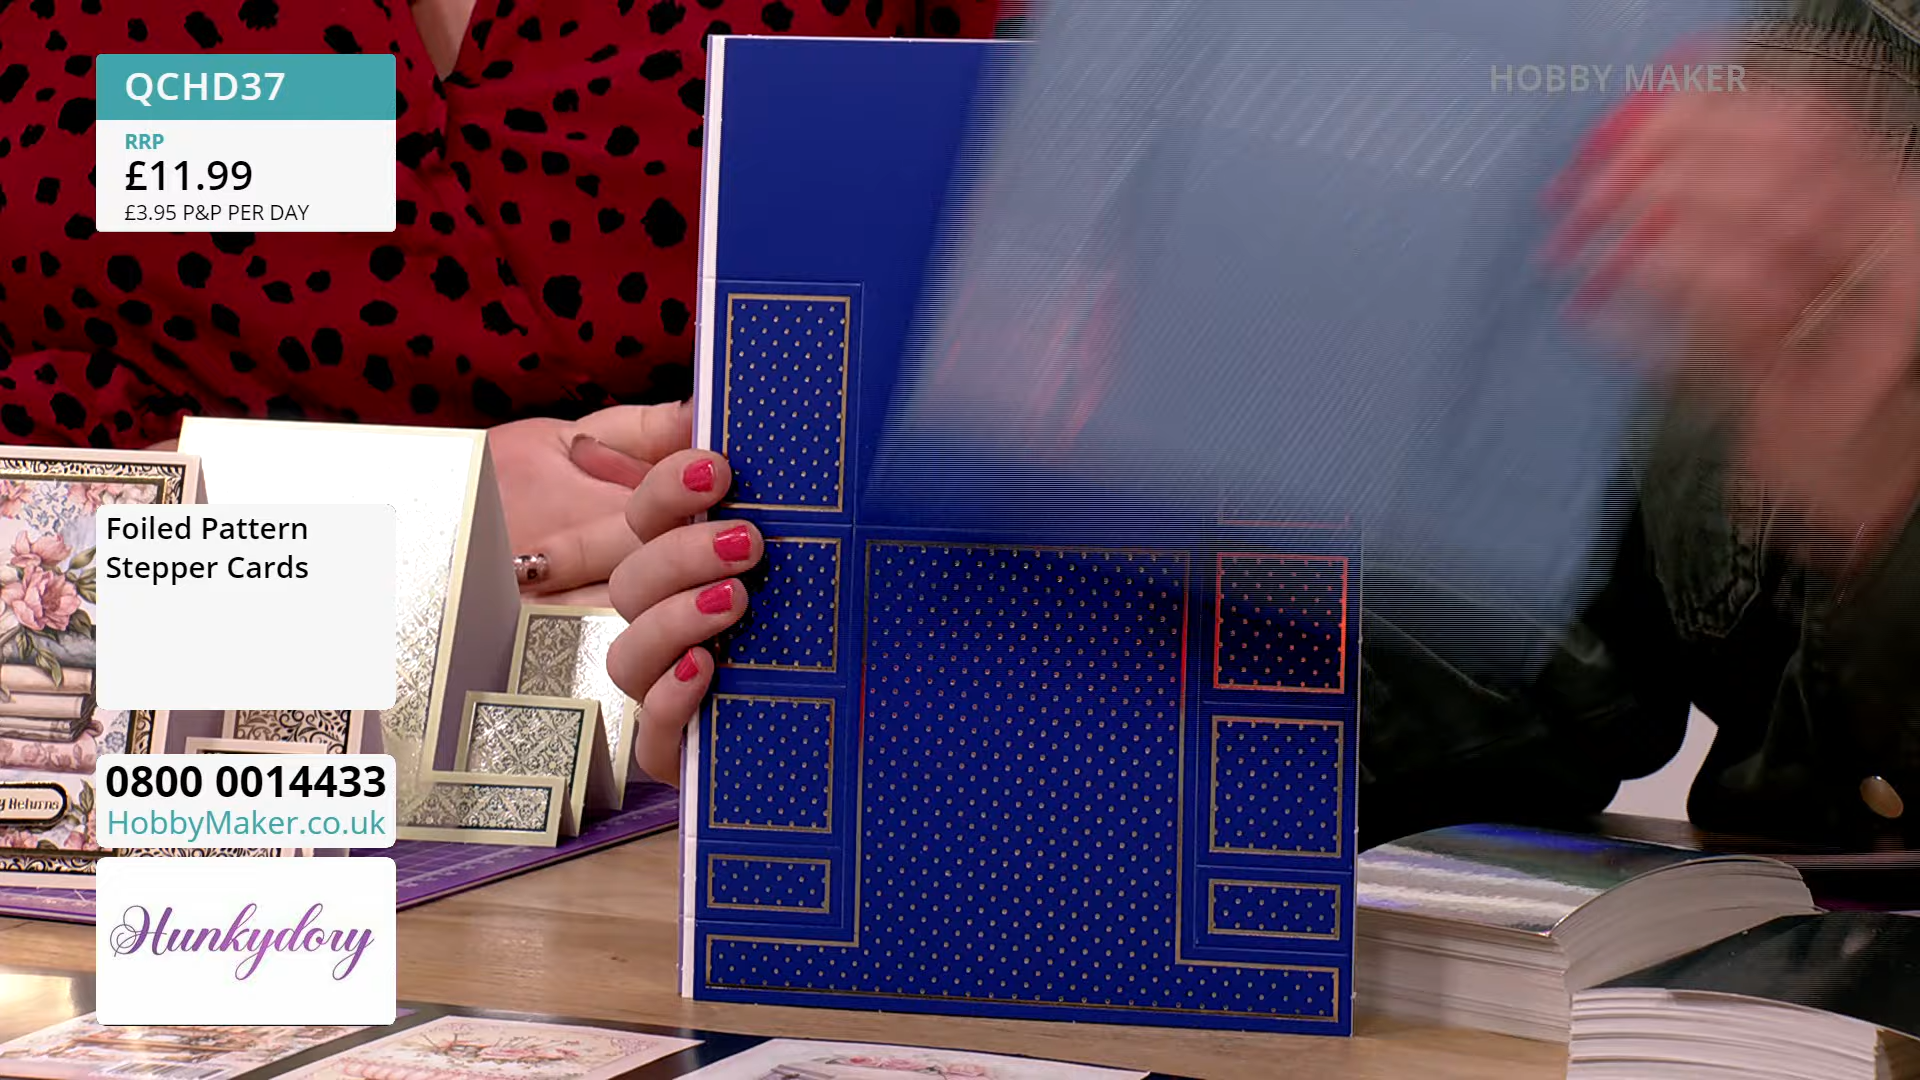 QCHD37
RRP
£11.99
£3.95 P&P PER DAY
HOBBY MAKER
Foiled Pattern
Stepper Cards
y Returns
0800 0014433
HobbyMaker.co.uk
Hunkydory